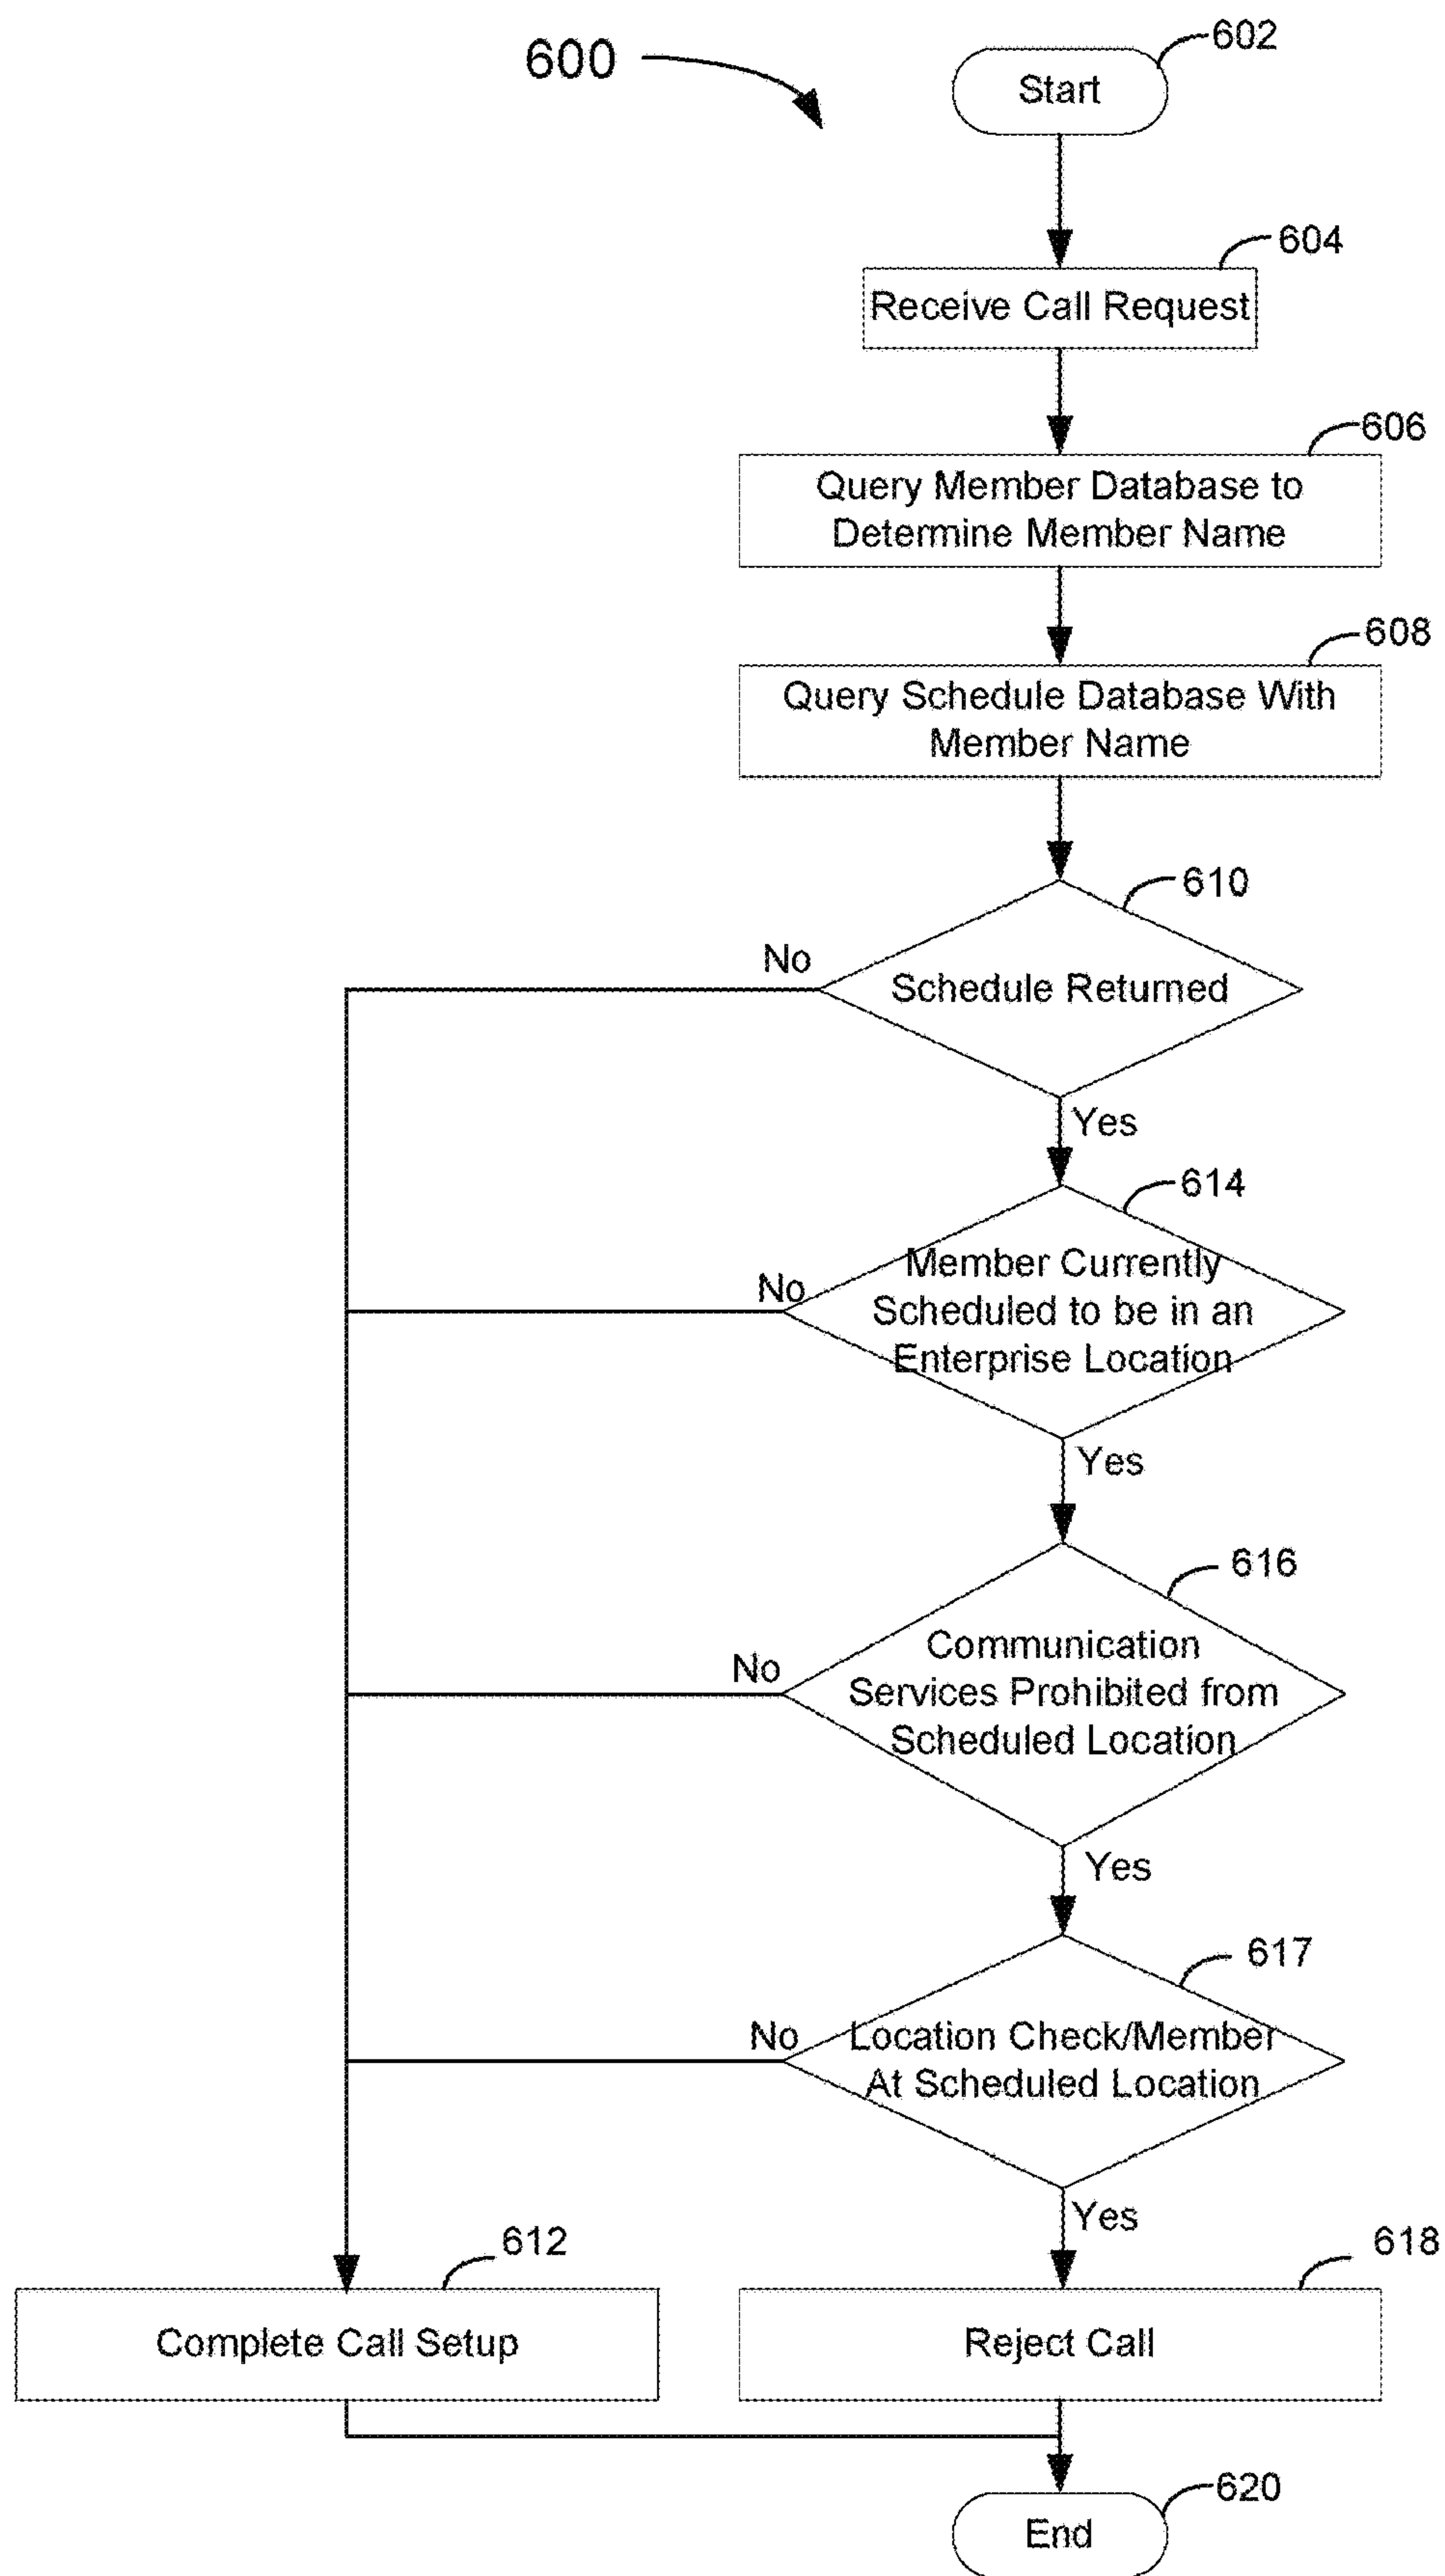 600
602
Start
604
Receive Call Request
606
Query Member Database to
Determine Member Name
608
Query Schedule Database With
Member Name
610
No
Schedule Returned
Yes
614
No
Member Currently
Scheduled to be in an
Enterprise Location
Yes
616
No
Communication
Services Prohibited from
Scheduled Location
Yes
617
No
Location Check/Member
At Scheduled Location
Yes
612
618
Complete Call Setup
Reject Call
620
End